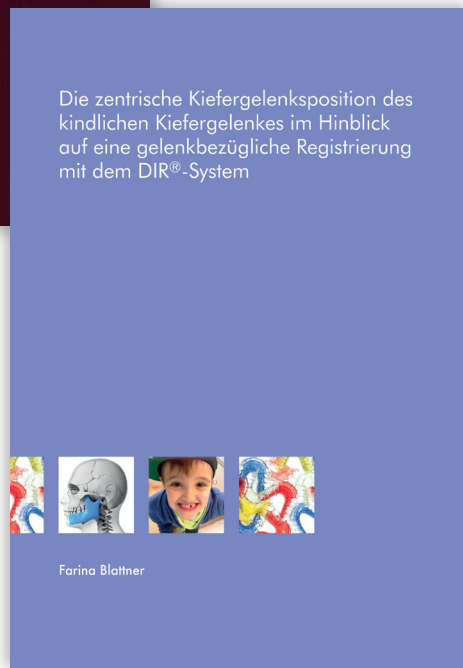 Die zentrische Kiefergelenksposition des
kindlichen Kiefergelenkes im Hinblick
auf eine gelenkbezügliche Registrierung
mit dem DIR®-System
Farina Blattner